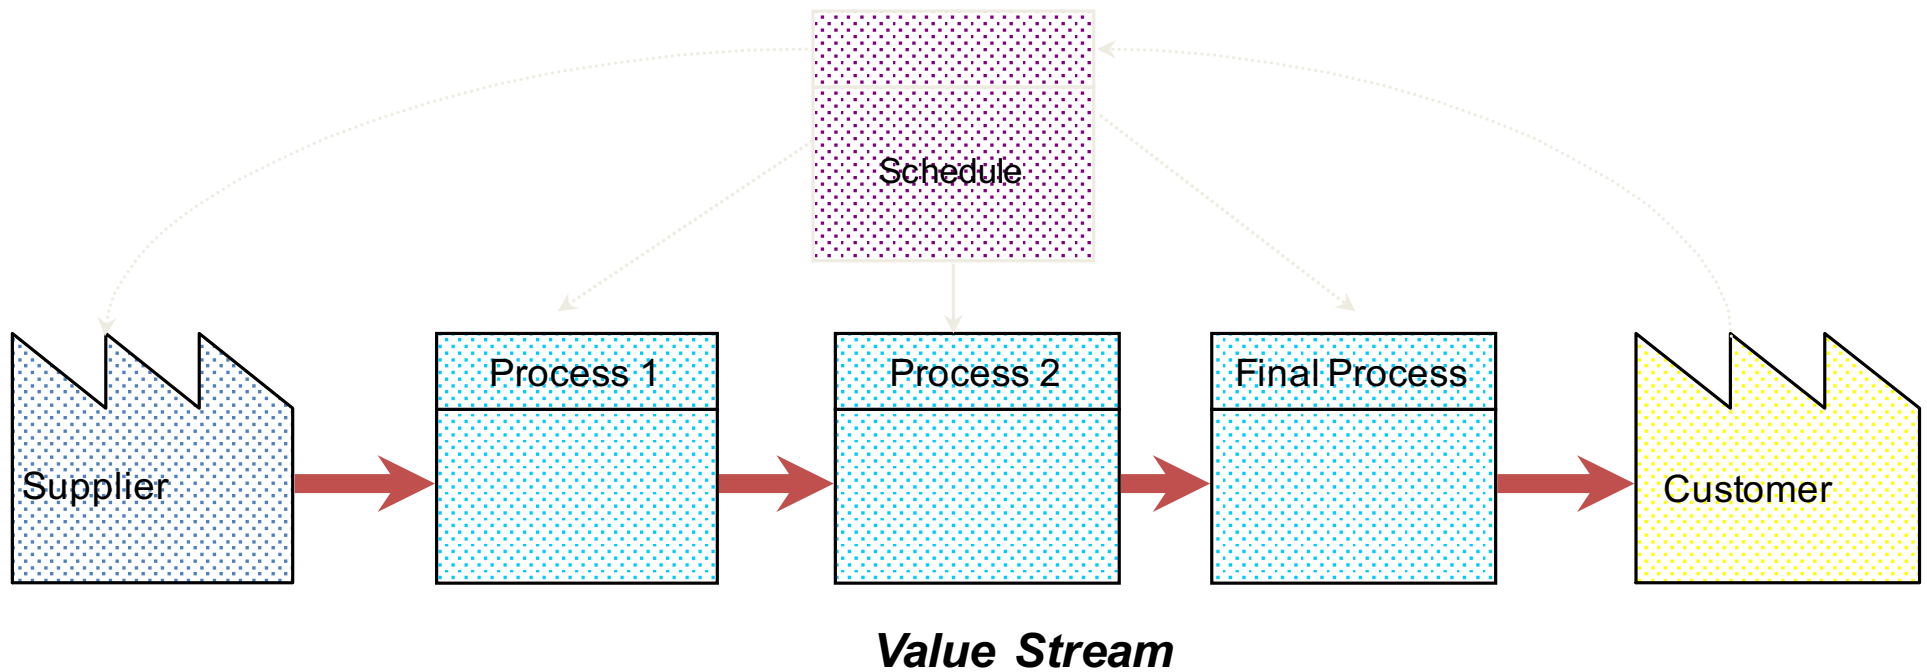 Schedule
Process 1
Process 2
Final Process
Supplier
Customer
Value Stream